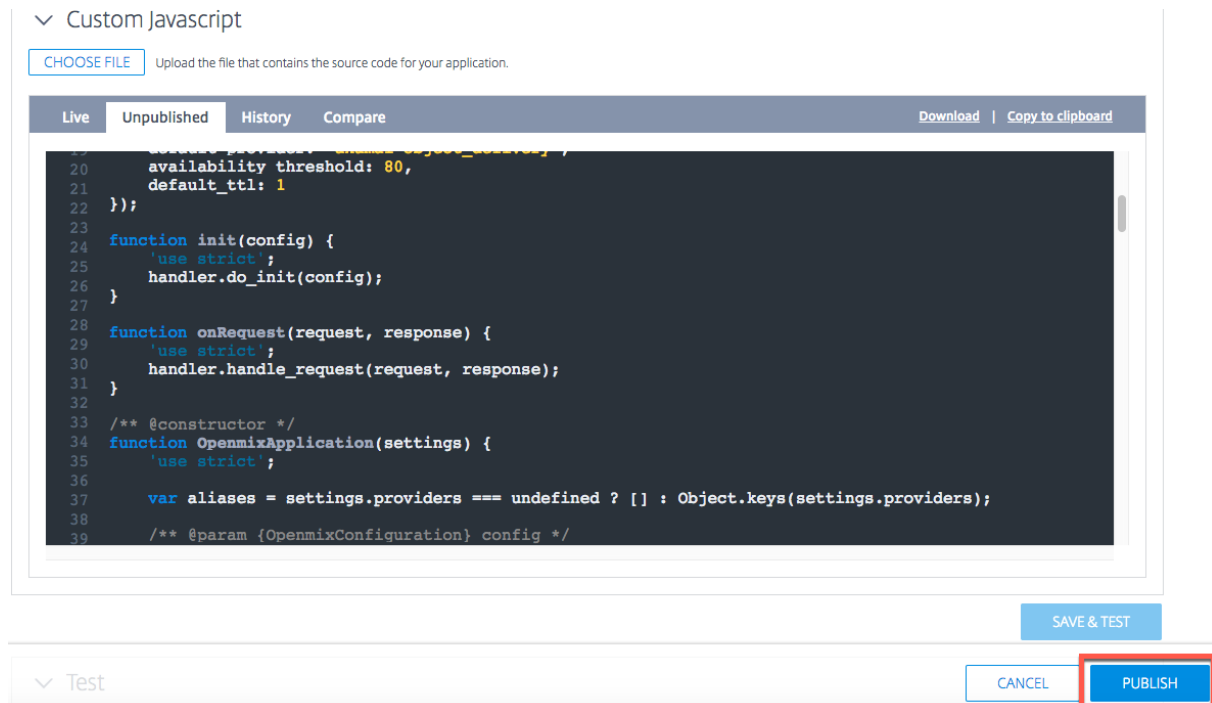 Custom Javascript
CHOOSE FILE Upload the file that contains the source code for your application.
Live Unpublished History Compare Download | Copy to clipboard
20 availability threshold: 80,
21 default_ttl: 1
22 });
23
24 function init(config) {
25 'use strict';
26 handler.do_init(config);
27 }
28 function onRequest(request, response) {
29 'use strict';
30 handler.handle_request(request, response);
31 }
32
33 /** @constructor */
34 function OpenmixApplication(settings) {
35 'use strict';
36
37 var aliases = settings.providers === undefined ? [] : Object.keys(settings.providers);
38
39 /** @param {OpenmixConfiguration} config */
SAVE & TEST
Test CANCEL PUBLISH